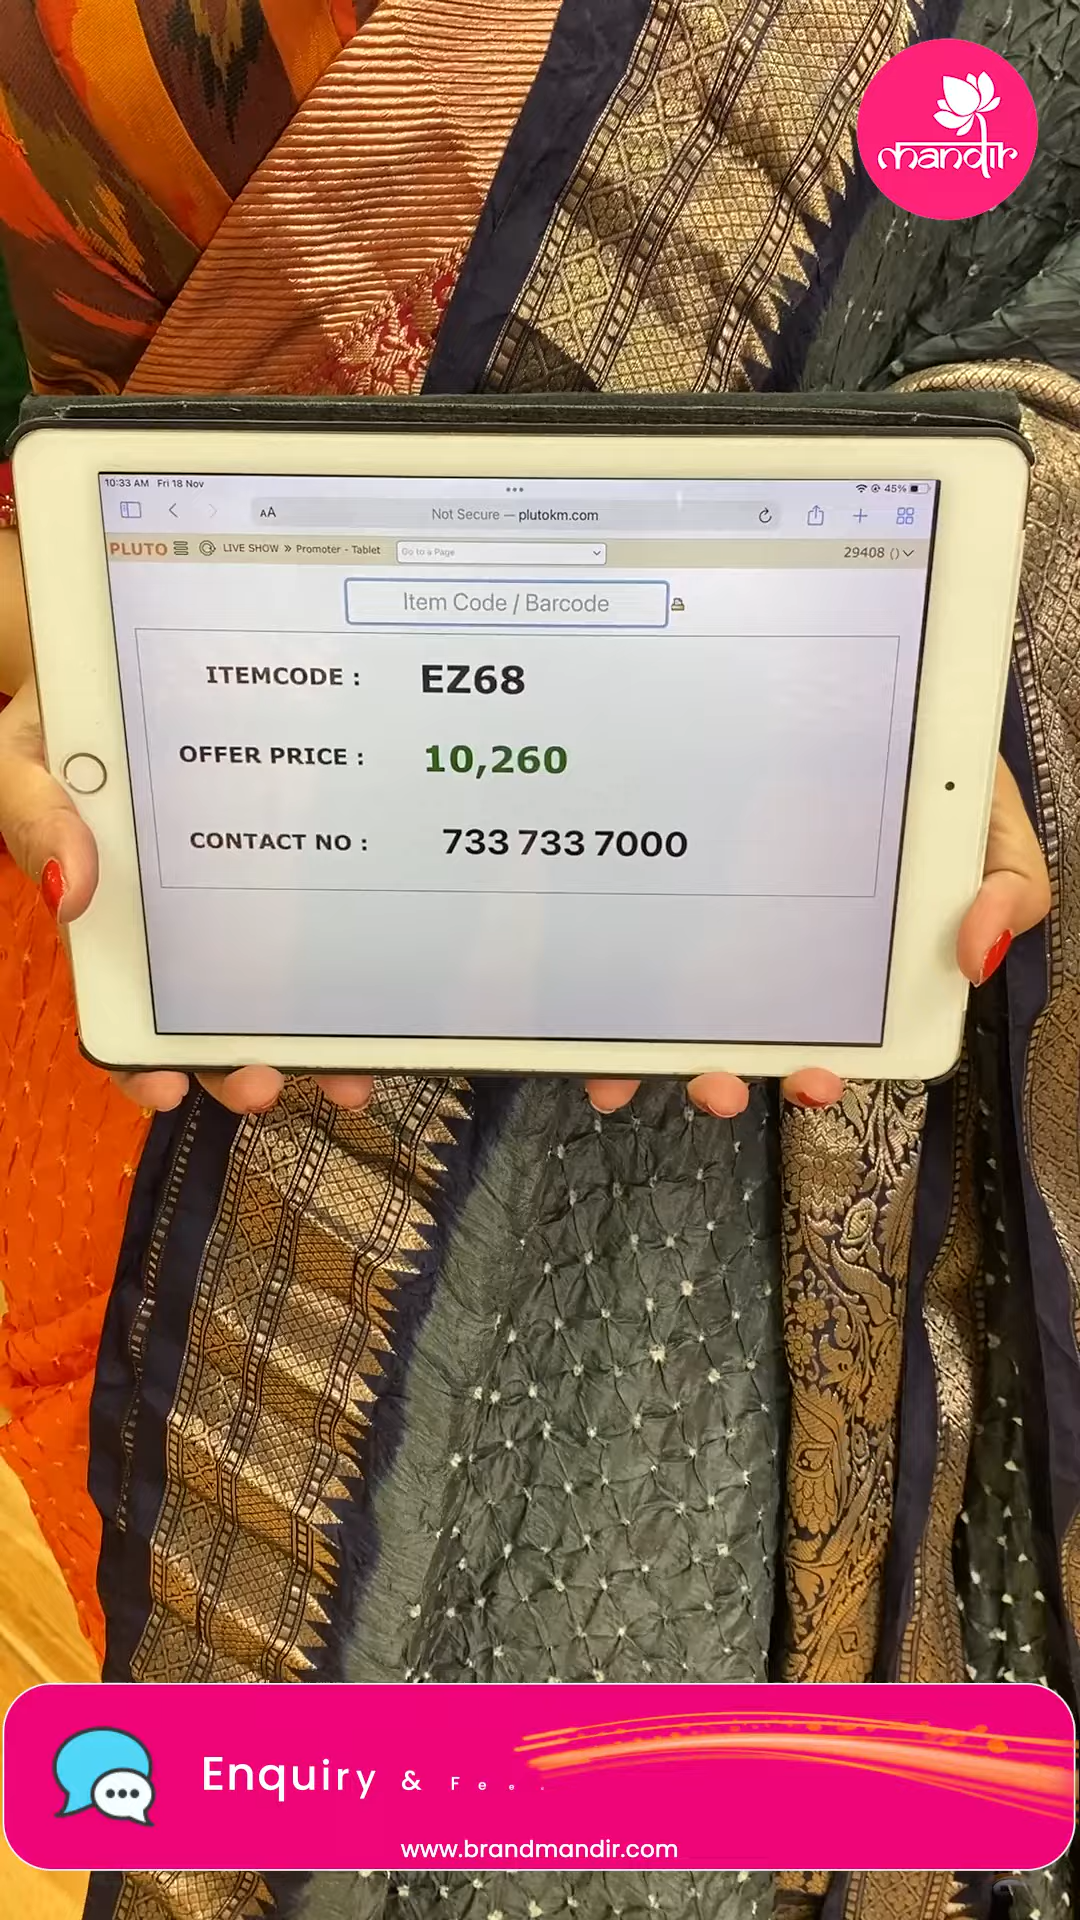 mandir
10:33 AM Fri 18 Nov
45%
AA
Not Secure — plutokm.com
PLUTO
LIVE SHOW » Promoter - Tablet
Go to a Page
29408 ()
Item Code / Barcode
ITEMCODE : EZ68
OFFER PRICE : 10,260
CONTACT NO : 733 733 7000
Enquiry & Fee
www.brandmandir.com